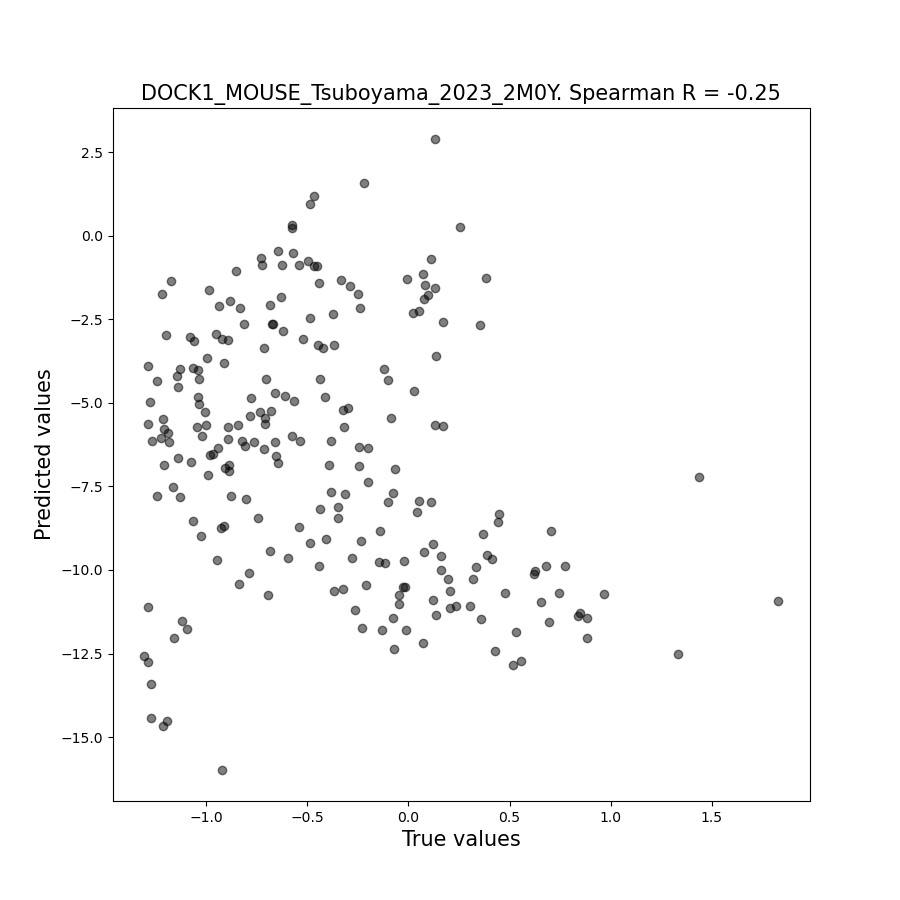 DOCK1_MOUSE_Tsuboyama_2023_2M0Y. Spearman R = -0.25
2.5
0.0
−2.5
−5.0
−7.5
−10.0
−12.5
−15.0
Predicted values
−1.0 −0.5 0.0 0.5 1.0 1.5
True values